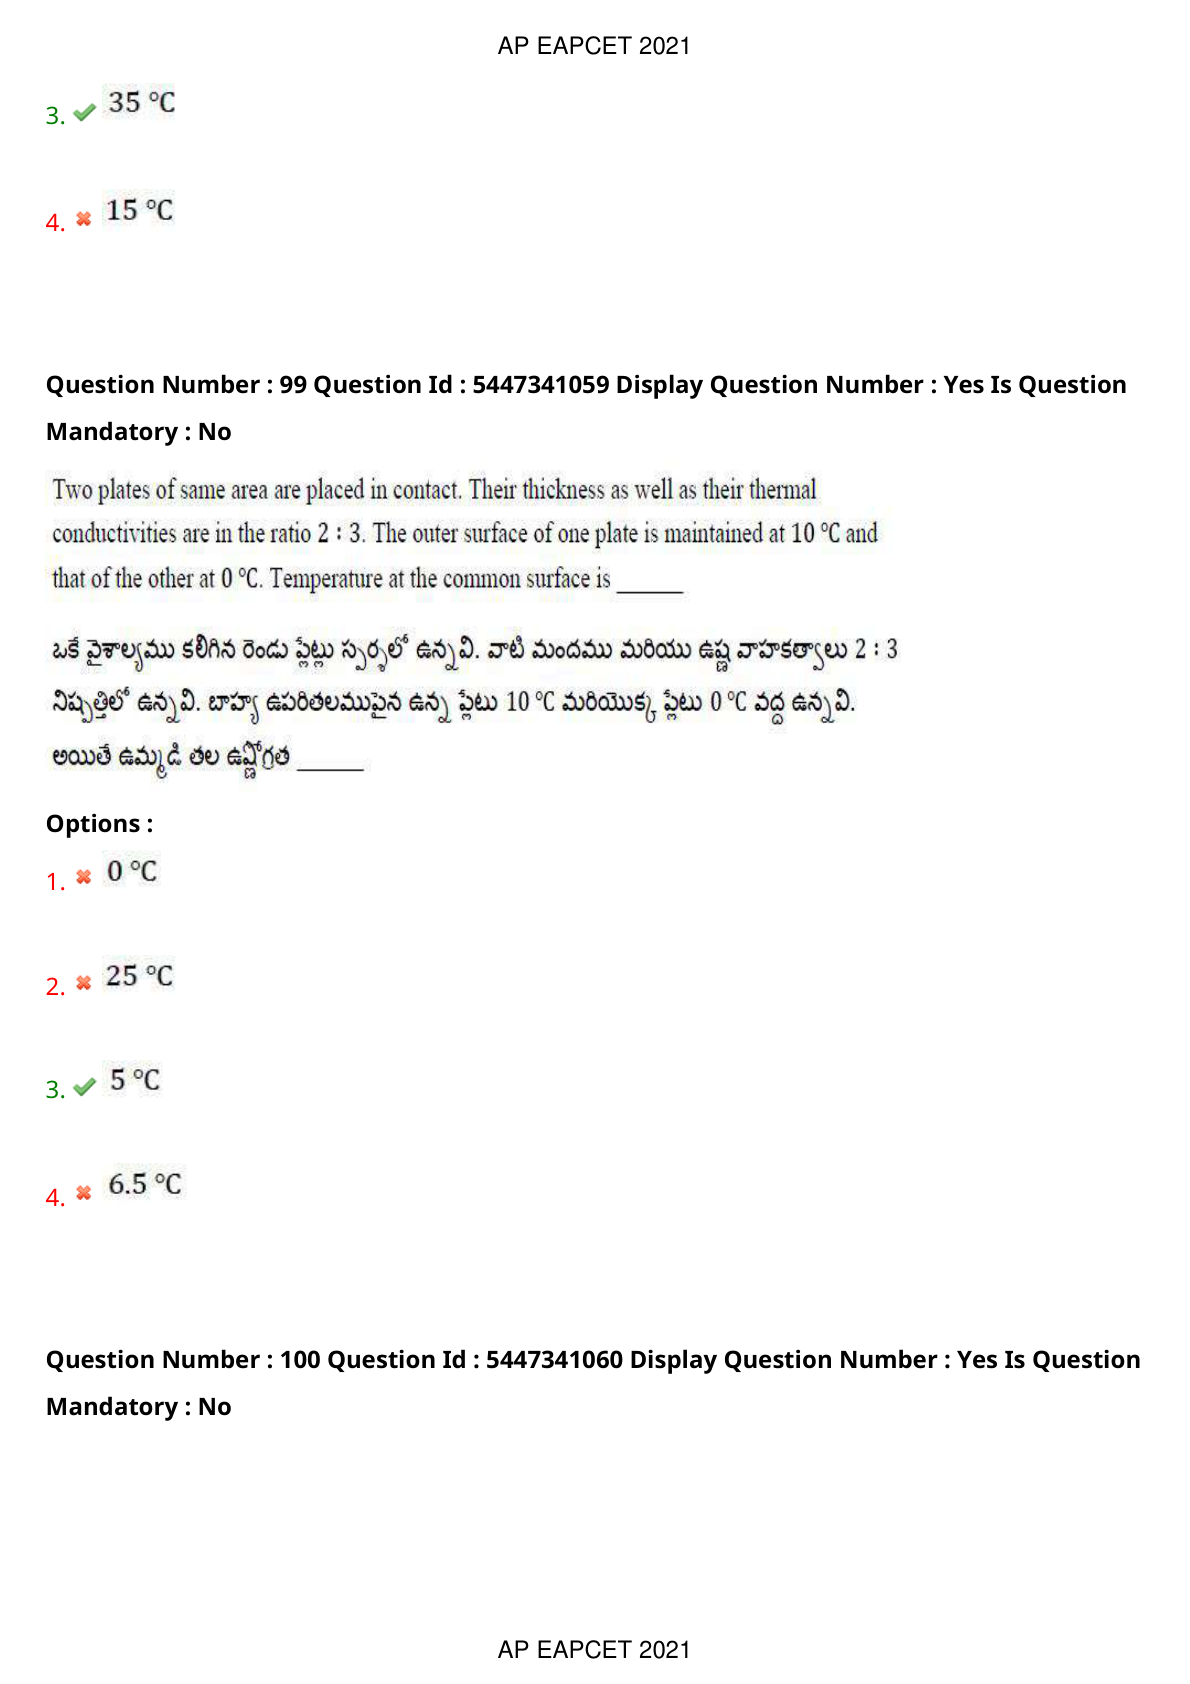 AP EAPCET 2021
3. 35 °C
4. 15 °C
Question Number : 99 Question Id : 5447341059 Display Question Number : Yes Is Question
Mandatory : No
Two plates of same area are placed in contact. Their thickness as well as their thermal
conductivities are in the ratio 2 : 3. The outer surface of one plate is maintained at 10 °C and
that of the other at 0 °C. Temperature at the common surface is ______
ఒకే వైశాల్యము కలిగిన రెండు ప్లేట్లు స్పర్శలో ఉన్నవి. వాటి మందము మరియు ఉష్ణ వాహకత్వాలు 2 : 3
నిష్పత్తిలో ఉన్నవి. బాహ్య ఉపరితలముపైన ఉన్న ప్లేటు 10 °C మరియొక్క ప్లేటు 0 °C వద్ద ఉన్నవి.
అయితే ఉమ్మడి తల ఉష్ణోగ్రత ______
Options :
1. 0 °C
2. 25 °C
3. 5 °C
4. 6.5 °C
Question Number : 100 Question Id : 5447341060 Display Question Number : Yes Is Question
Mandatory : No
AP EAPCET 2021